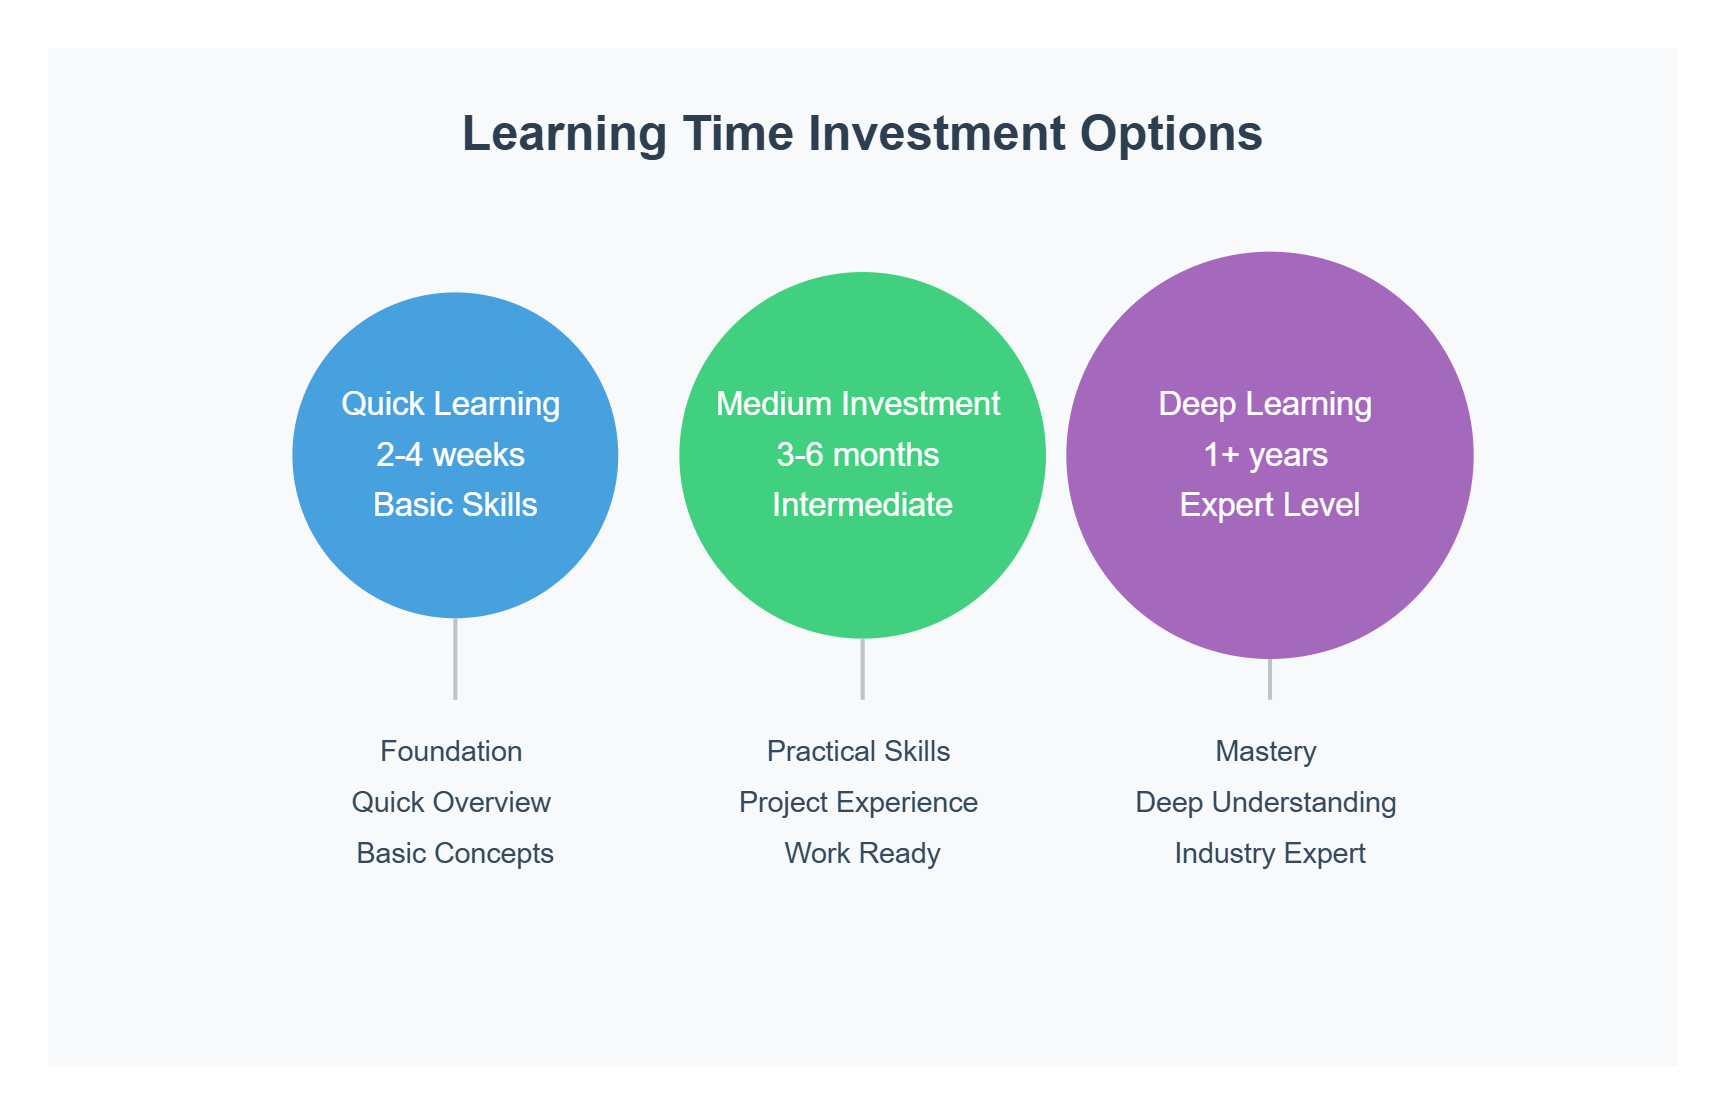 Learning Time Investment Options
Quick Learning
2-4 weeks
Basic Skills
Medium Investment
3-6 months
Intermediate
Deep Learning
1+ years
Expert Level
Foundation
Quick Overview
Basic Concepts
Practical Skills
Project Experience
Work Ready
Mastery
Deep Understanding
Industry Expert